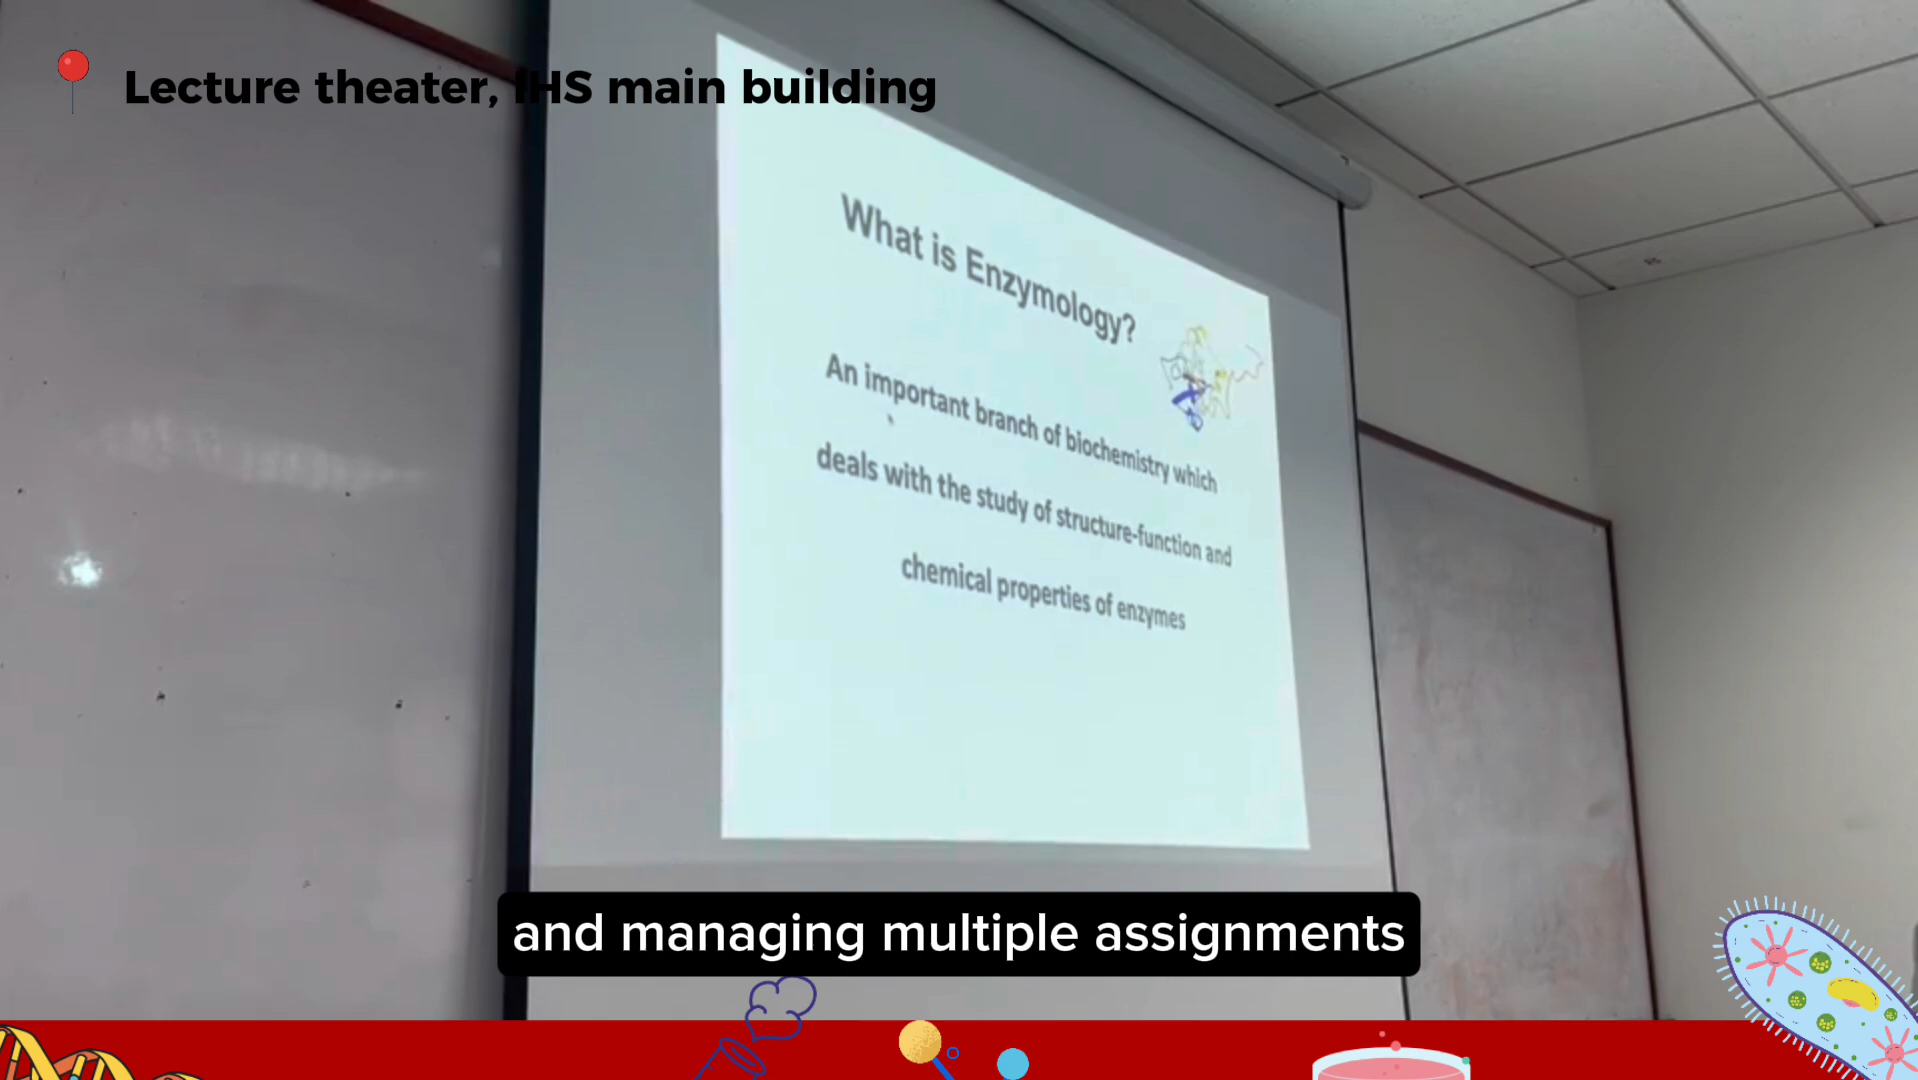 Lecture theater, IHS main building
What is Enzymology?
An important branch of biochemistry which
deals with the study of structure-function and
chemical properties of enzymes
and managing multiple assignments